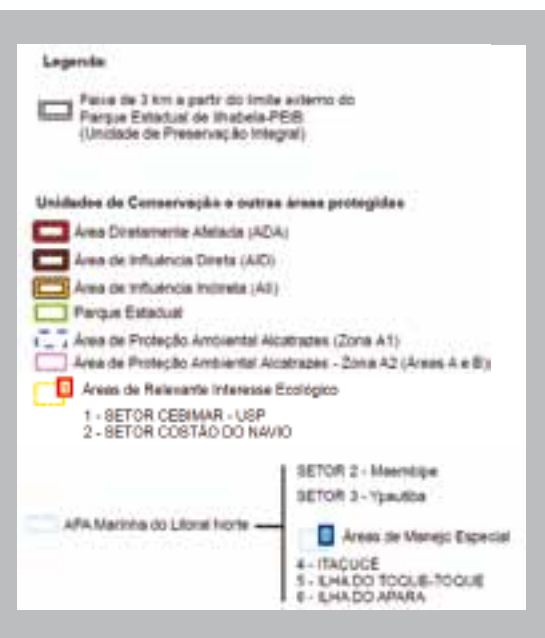 Legenda:
Faixa de 3 km a partir do limite externo do
Parque Estadual de Ilhabela-PEIB
(Unidade de Preservação Integral)
Unidades de Conservação e outras áreas protegidas
Área Diretamente Afetada (ADA)
Área de Influência Direta (AID)
Área de Influência Indireta (AII)
Parque Estadual
Área de Proteção Ambiental Alcatrazes (Zona A1)
Área de Proteção Ambiental Alcatrazes - Zona A2 (Áreas A e B)
Áreas de Relevante Interesse Ecológico
1 - SETOR CEBIMAR - USP
2 - SETOR COSTÃO DO NAVIO
APA Marinha do Litoral Norte
SETOR 2 - Maembipe
SETOR 3 - Ypautiba
Áreas de Manejo Especial
4 - ITAÇUCÊ
5 - ILHA DO TOQUE-TOQUE
6 - ILHA DO APARA